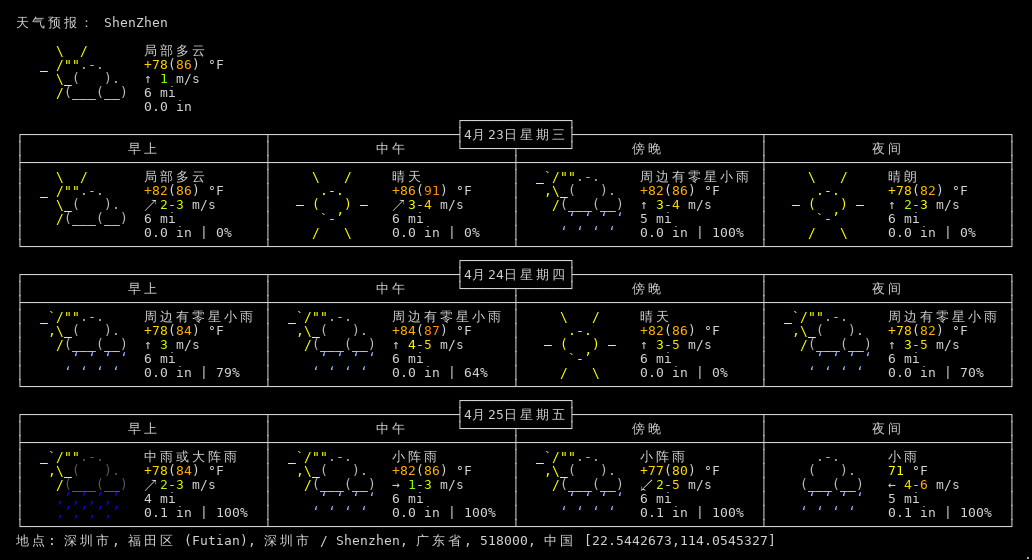 天气预报： ShenZhen
局部多云
+78(86) °F
↑ 1 m/s
6 mi
0.0 in
4月23日星期三
早上 中午 傍晚 夜间
局部多云 晴天 周边有零星小雨 晴朗
+82(86) °F +86(91) °F +82(86) °F +78(82) °F
↗ 2-3 m/s ↗ 3-4 m/s ↑ 3-4 m/s ↑ 2-3 m/s
6 mi 6 mi 5 mi 6 mi
0.0 in | 0% 0.0 in | 0% 0.0 in | 100% 0.0 in | 0%
4月24日星期四
早上 中午 傍晚 夜间
周边有零星小雨 周边有零星小雨 晴天 周边有零星小雨
+78(84) °F +84(87) °F +82(86) °F +78(82) °F
↑ 3 m/s ↑ 4-5 m/s ↑ 3-5 m/s ↑ 3-5 m/s
6 mi 6 mi 6 mi 6 mi
0.0 in | 79% 0.0 in | 64% 0.0 in | 0% 0.0 in | 70%
4月25日星期五
早上 中午 傍晚 夜间
中雨或大阵雨 小阵雨 小阵雨 小雨
+78(84) °F +82(86) °F +77(80) °F 71 °F
↗ 2-3 m/s → 1-3 m/s ↙ 2-5 m/s ← 4-6 m/s
4 mi 6 mi 6 mi 5 mi
0.1 in | 100% 0.0 in | 100% 0.1 in | 100% 0.1 in | 100%
地点: 深圳市, 福田区 (Futian), 深圳市 / Shenzhen, 广东省, 518000, 中国 [22.5442673,114.0545327]